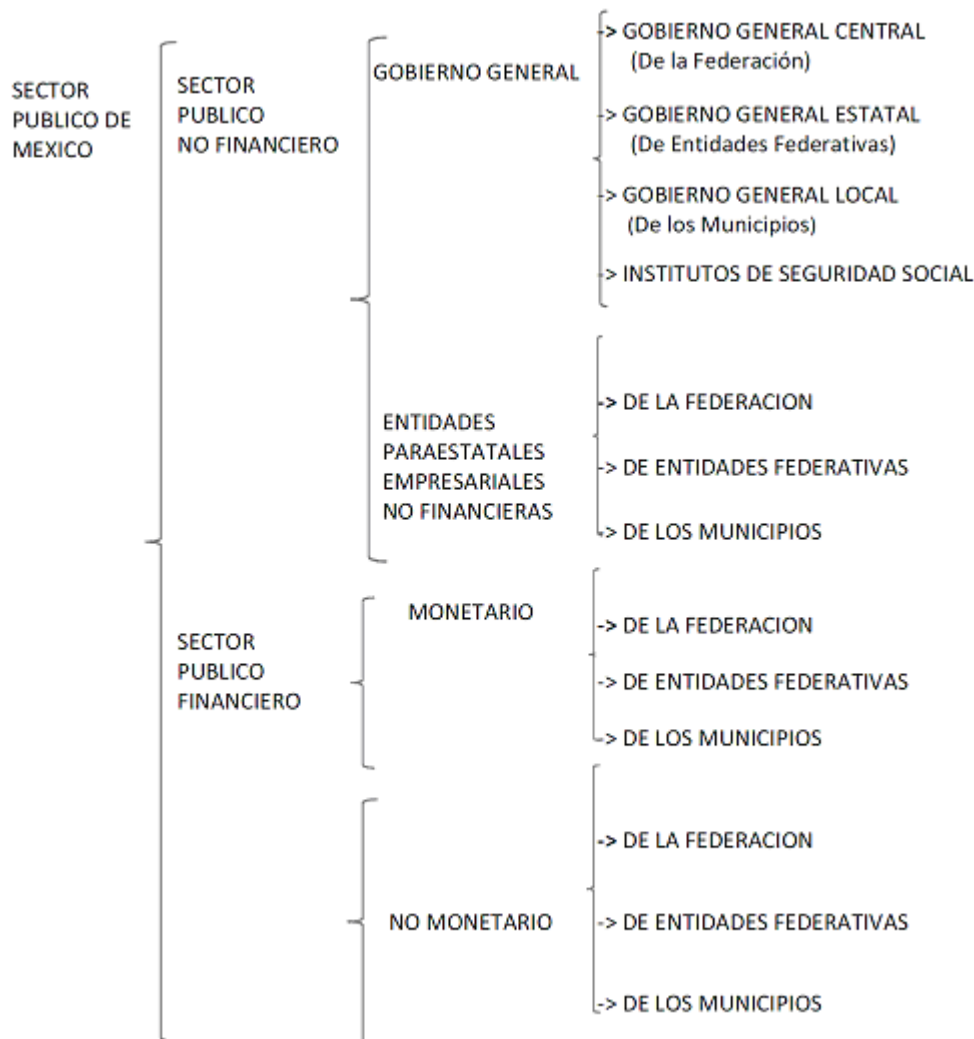 SECTOR
PUBLICO DE
MEXICO
SECTOR
PUBLICO
NO FINANCIERO
GOBIERNO GENERAL
-> GOBIERNO GENERAL CENTRAL
(De la Federación)
-> GOBIERNO GENERAL ESTATAL
(De Entidades Federativas)
-> GOBIERNO GENERAL LOCAL
(De los Municipios)
-> INSTITUTOS DE SEGURIDAD SOCIAL
ENTIDADES
PARAESTATALES
EMPRESARIALES
NO FINANCIERAS
-> DE LA FEDERACION
-> DE ENTIDADES FEDERATIVAS
-> DE LOS MUNICIPIOS
SECTOR
PUBLICO
FINANCIERO
MONETARIO
-> DE LA FEDERACION
-> DE ENTIDADES FEDERATIVAS
-> DE LOS MUNICIPIOS
NO MONETARIO
-> DE LA FEDERACION
-> DE ENTIDADES FEDERATIVAS
-> DE LOS MUNICIPIOS